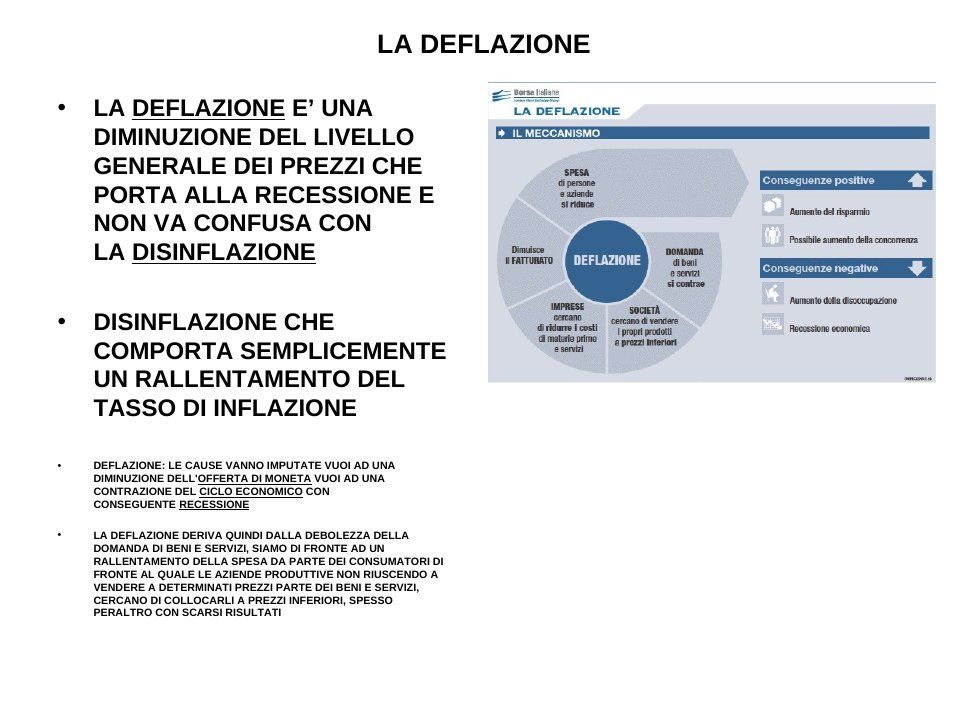 LA DEFLAZIONE
• LA DEFLAZIONE E’ UNA
DIMINUZIONE DEL LIVELLO
GENERALE DEI PREZZI CHE
PORTA ALLA RECESSIONE E
NON VA CONFUSA CON
LA DISINFLAZIONE
• DISINFLAZIONE CHE
COMPORTA SEMPLICEMENTE
UN RALLENTAMENTO DEL
TASSO DI INFLAZIONE
• DEFLAZIONE: LE CAUSE VANNO IMPUTATE VUOI AD UNA
DIMINUZIONE DELL'OFFERTA DI MONETA VUOI AD UNA
CONTRAZIONE DEL CICLO ECONOMICO CON
CONSEGUENTE RECESSIONE
• LA DEFLAZIONE DERIVA QUINDI DALLA DEBOLEZZA DELLA
DOMANDA DI BENI E SERVIZI, SIAMO DI FRONTE AD UN
RALLENTAMENTO DELLA SPESA DA PARTE DEI CONSUMATORI DI
FRONTE AL QUALE LE AZIENDE PRODUTTIVE NON RIUSCENDO A
VENDERE A DETERMINATI PREZZI PARTE DEI BENI E SERVIZI,
CERCANO DI COLLOCARLI A PREZZI INFERIORI, SPESSO
PERALTRO CON SCARSI RISULTATI
Borsa Italiana
LA DEFLAZIONE
IL MECCANISMO
SPESA
di persone
e aziende
si riduce
Dimuisce
il FATTURATO
DEFLAZIONE
DOMANDA
di beni
e servizi
si contrae
IMPRESE
cercano
di ridurre i costi
di materie prime
e servizi
SOCIETÀ
cercano di vendere
i propri prodotti
a prezzi inferiori
Conseguenze positive
Aumento del risparmio
Possibile aumento della concorrenza
Conseguenze negative
Aumento della disoccupazione
Recessione economica